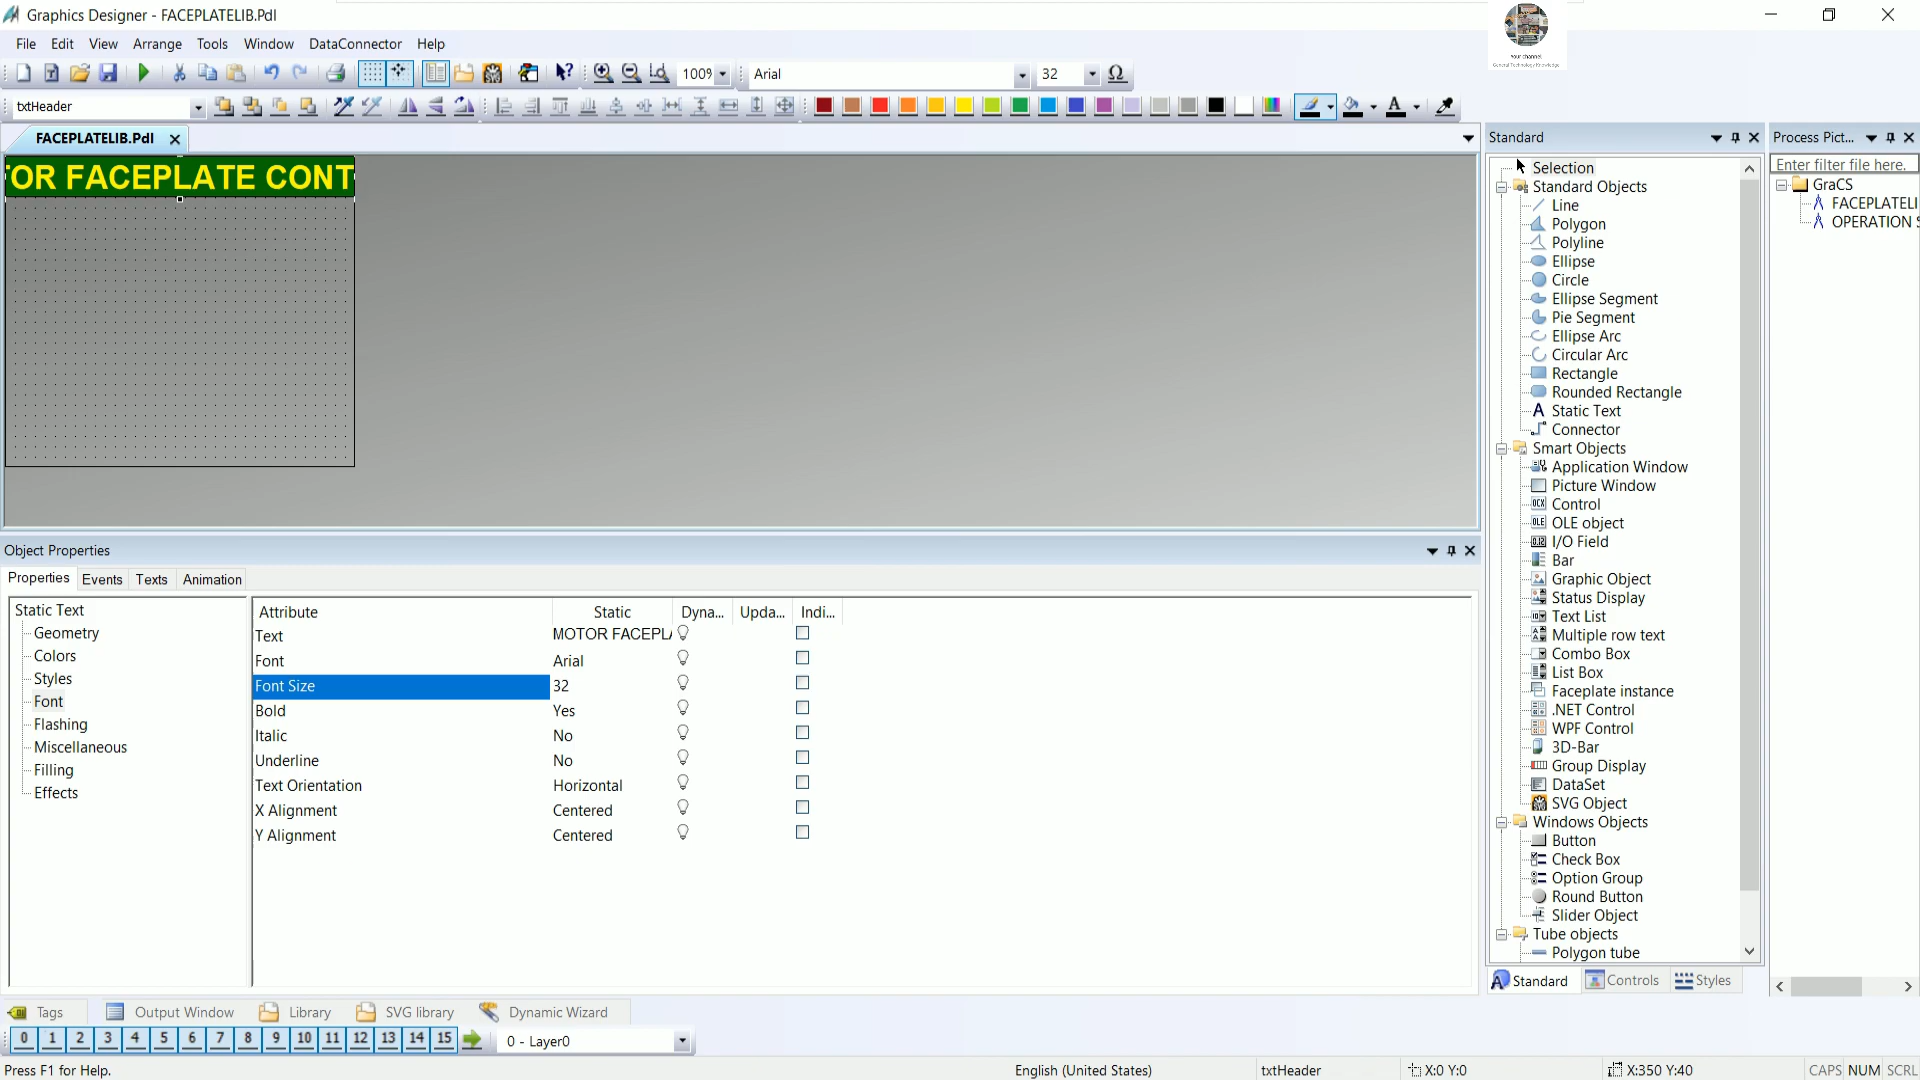 Graphics Designer - FACEPLATELIB.Pdl
Your channel
General Technology Knowledge
File Edit View Arrange Tools Window DataConnector Help
100% Arial 32 Ω
txtHeader
FACEPLATELIB.Pdl
Standard
Process Pict...
TOR FACEPLATE CONT
Enter filter file here.
Selection
GraCS
Standard Objects
FACEPLATELI
Line
OPERATION S
Polygon
Polyline
Ellipse
Circle
Ellipse Segment
Pie Segment
Ellipse Arc
Circular Arc
Rectangle
Rounded Rectangle
Static Text
Connector
Smart Objects
Application Window
Picture Window
Control
OLE object
I/O Field
Bar
Graphic Object
Status Display
Text List
Multiple row text
Combo Box
List Box
Faceplate instance
.NET Control
WPF Control
3D-Bar
Group Display
DataSet
SVG Object
Windows Objects
Button
Check Box
Option Group
Round Button
Slider Object
Tube objects
Polygon tube
Standard Controls Styles
Object Properties
Properties Events Texts Animation
Static Text
Geometry
Colors
Styles
Font
Flashing
Miscellaneous
Filling
Effects
Attribute Static Dyna... Upda... Indi...
Text MOTOR FACEPLA
Font Arial
Font Size 32
Bold Yes
Italic No
Underline No
Text Orientation Horizontal
X Alignment Centered
Y Alignment Centered
Tags Output Window Library SVG library Dynamic Wizard
0 1 2 3 4 5 6 7 8 9 10 11 12 13 14 15 0 - Layer0
Press F1 for Help. English (United States) txtHeader X:0 Y:0 X:350 Y:40 CAPS NUM SCRL